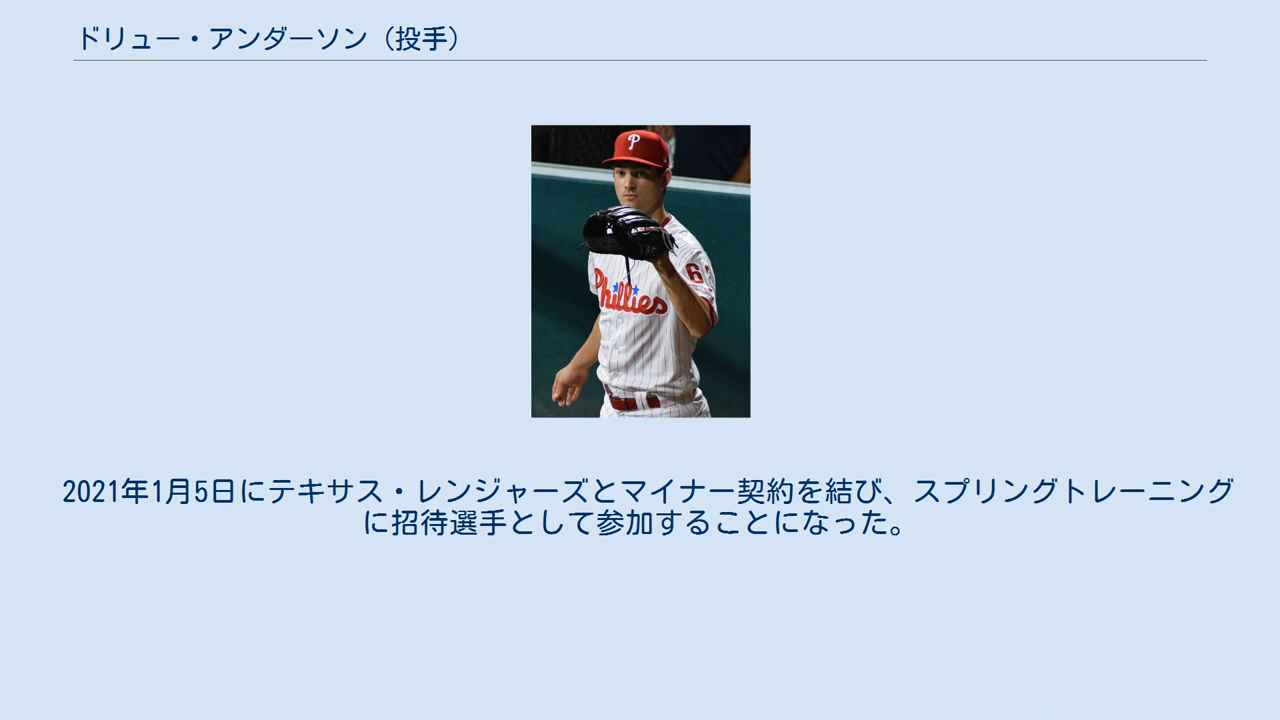 ドリュー・アンダーソン（投手）
P
6
Phillies
2021年1月5日にテキサス・レンジャーズとマイナー契約を結び、スプリングトレーニング
に招待選手として参加することになった。